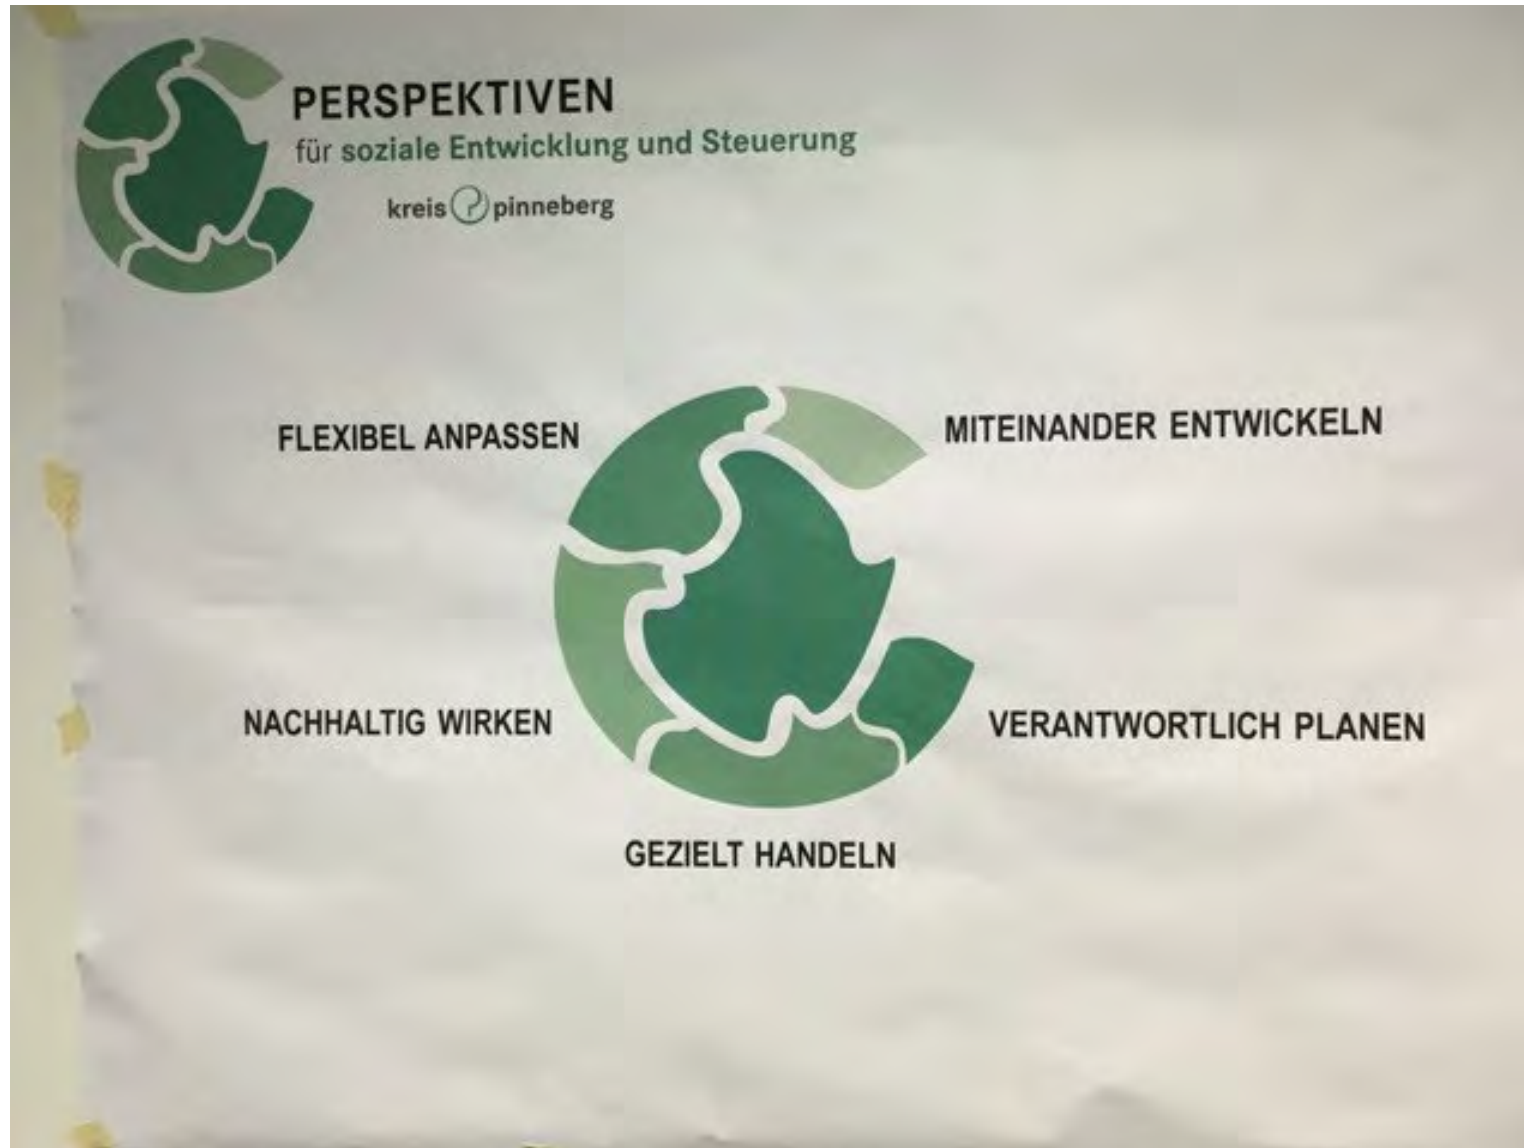 PERSPEKTIVEN
für soziale Entwicklung und Steuerung
kreis pinneberg
FLEXIBEL ANPASSEN
MITEINANDER ENTWICKELN
NACHHALTIG WIRKEN
VERANTWORTLICH PLANEN
GEZIELT HANDELN